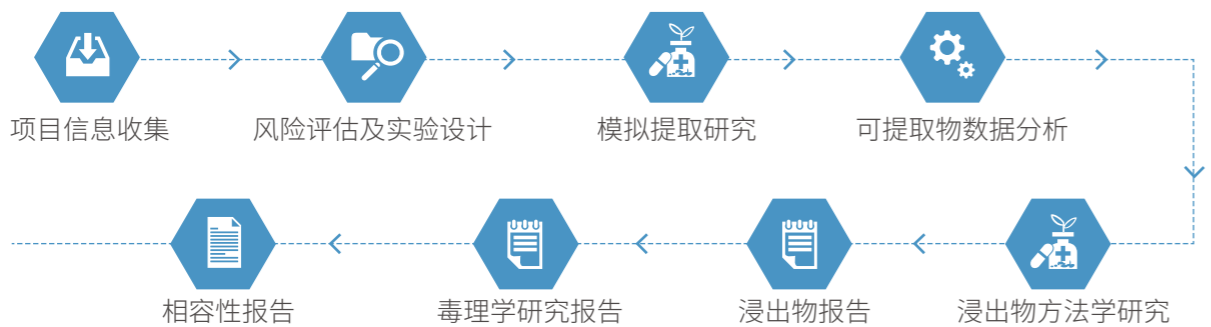 项目信息收集
风险评估及实验设计
模拟提取研究
可提取物数据分析
相容性报告
毒理学研究报告
浸出物报告
浸出物方法学研究